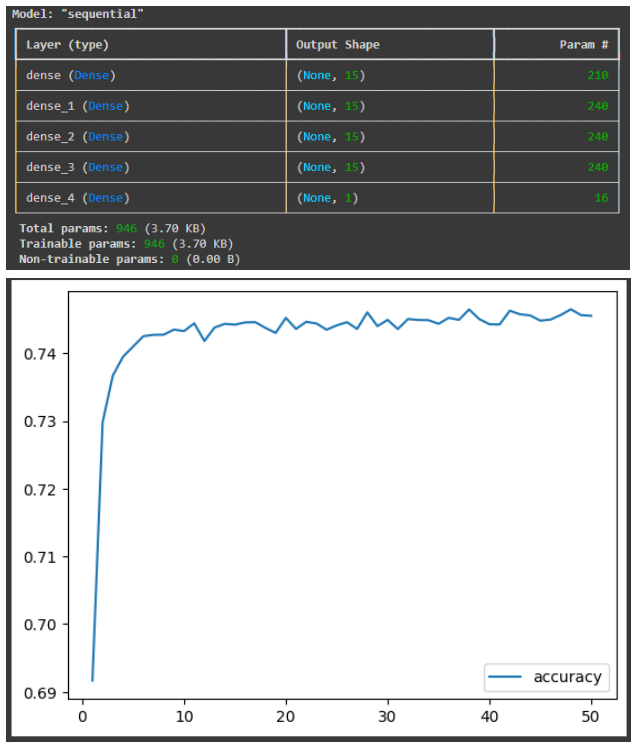 Model: "sequential"
Layer (type) Output Shape Param #
dense (Dense) (None, 15) 210
dense_1 (Dense) (None, 15) 240
dense_2 (Dense) (None, 15) 240
dense_3 (Dense) (None, 15) 240
dense_4 (Dense) (None, 1) 16
Total params: 946 (3.70 KB)
Trainable params: 946 (3.70 KB)
Non-trainable params: 0 (0.00 B)
0.74
0.73
0.72
0.71
0.70
0.69
accuracy
0 10 20 30 40 50